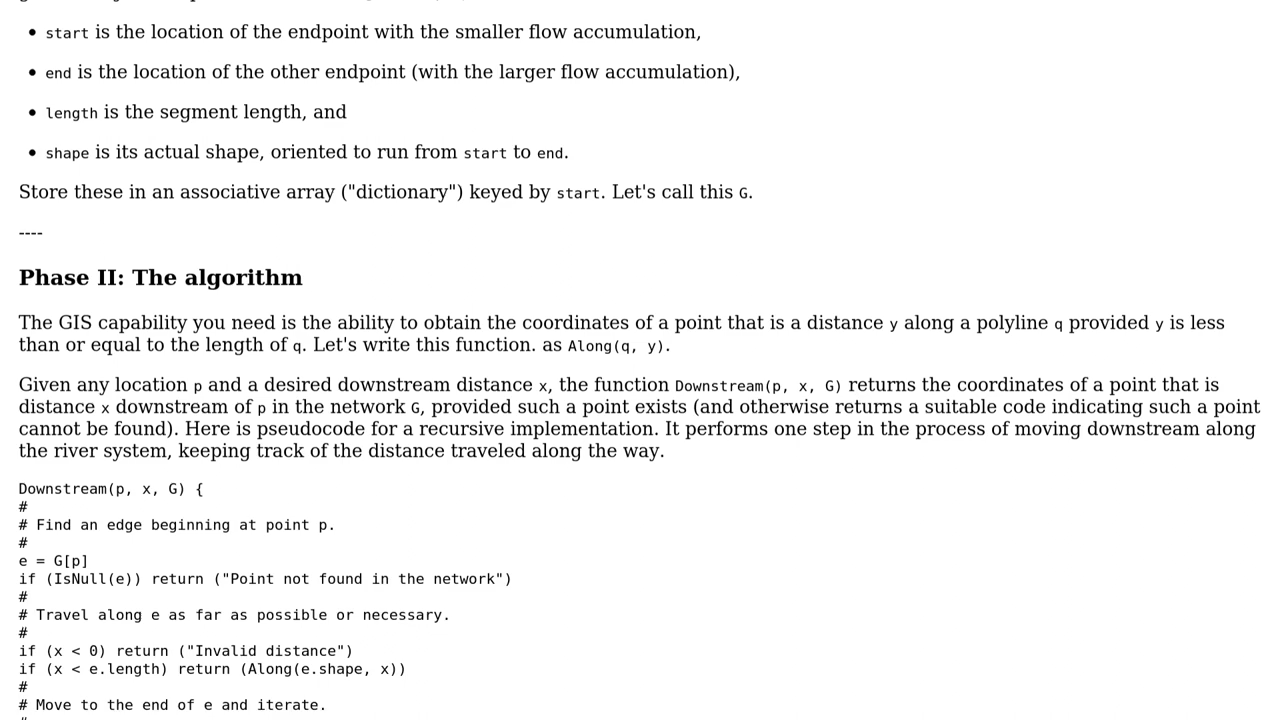 • start is the location of the endpoint with the smaller flow accumulation,
• end is the location of the other endpoint (with the larger flow accumulation),
• length is the segment length, and
• shape is its actual shape, oriented to run from start to end.
Store these in an associative array ("dictionary") keyed by start. Let's call this G.
----
Phase II: The algorithm
The GIS capability you need is the ability to obtain the coordinates of a point that is a distance y along a polyline q provided y is less
than or equal to the length of q. Let's write this function. as Along(q, y).
Given any location p and a desired downstream distance x, the function Downstream(p, x, G) returns the coordinates of a point that is
distance x downstream of p in the network G, provided such a point exists (and otherwise returns a suitable code indicating such a point
cannot be found). Here is pseudocode for a recursive implementation. It performs one step in the process of moving downstream along
the river system, keeping track of the distance traveled along the way.
Downstream(p, x, G) {
#
# Find an edge beginning at point p.
#
e = G[p]
if (IsNull(e)) return ("Point not found in the network")
#
# Travel along e as far as possible or necessary.
#
if (x < 0) return ("Invalid distance")
if (x < e.length) return (Along(e.shape, x))
#
# Move to the end of e and iterate.